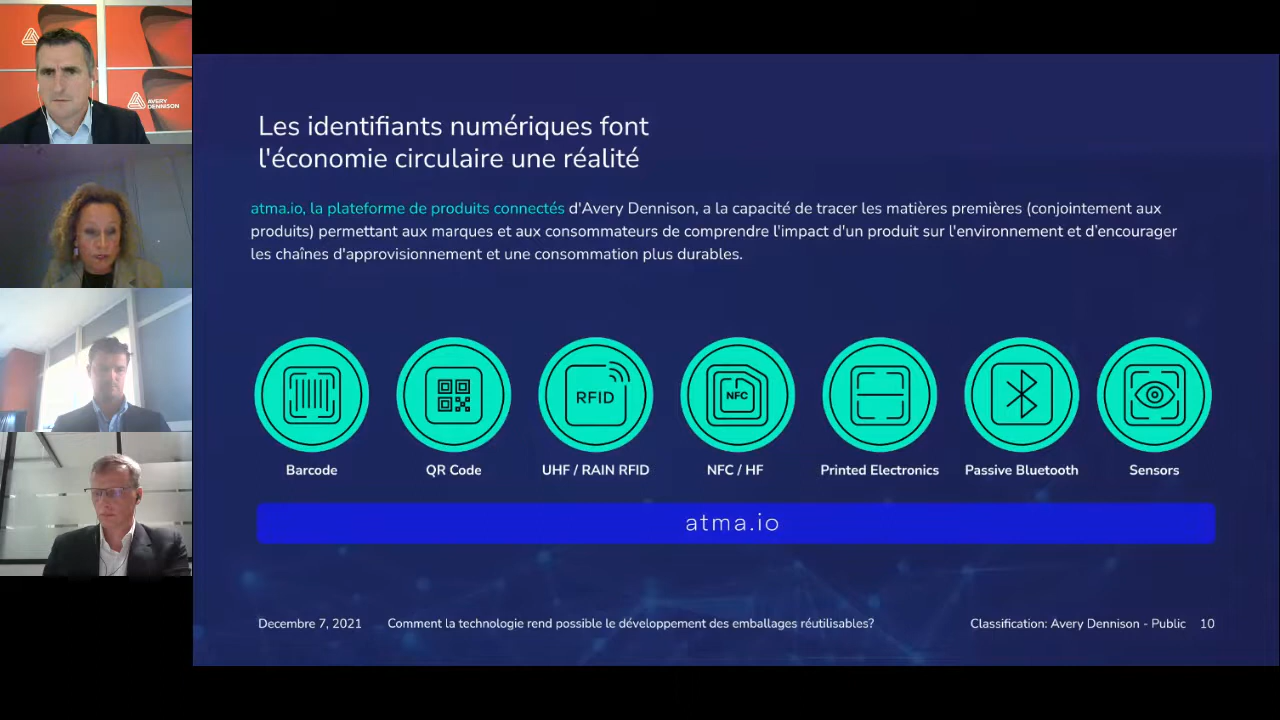 AVERY
DENNISON
Les identifiants numériques font
l'économie circulaire une réalité
atma.io, la plateforme de produits connectés d'Avery Dennison, a la capacité de tracer les matières premières (conjointement aux
produits) permettant aux marques et aux consommateurs de comprendre l'impact d'un produit sur l'environnement et d'encourager
les chaînes d'approvisionnement et une consommation plus durables.
RFID
NFC
Barcode
QR Code
UHF / RAIN RFID
NFC / HF
Printed Electronics
Passive Bluetooth
Sensors
atma.io
Decembre 7, 2021
Comment la technologie rend possible le développement des emballages réutilisables?
Classification: Avery Dennison - Public 10